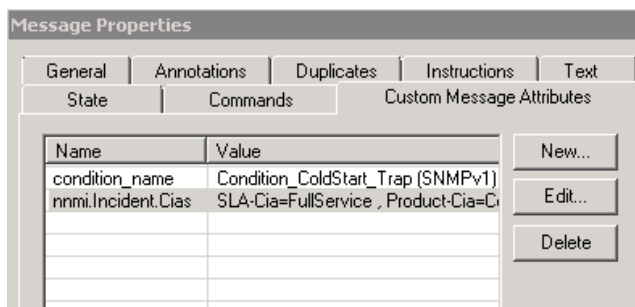 Message Properties
General Annotations Duplicates Instructions Text
State Commands Custom Message Attributes
Name Value New...
condition_name Condition_ColdStart_Trap (SNMPv1)
nnmi.Incident.Cias SLA-Cia=FullService , Product-Cia= Edit...
Delete